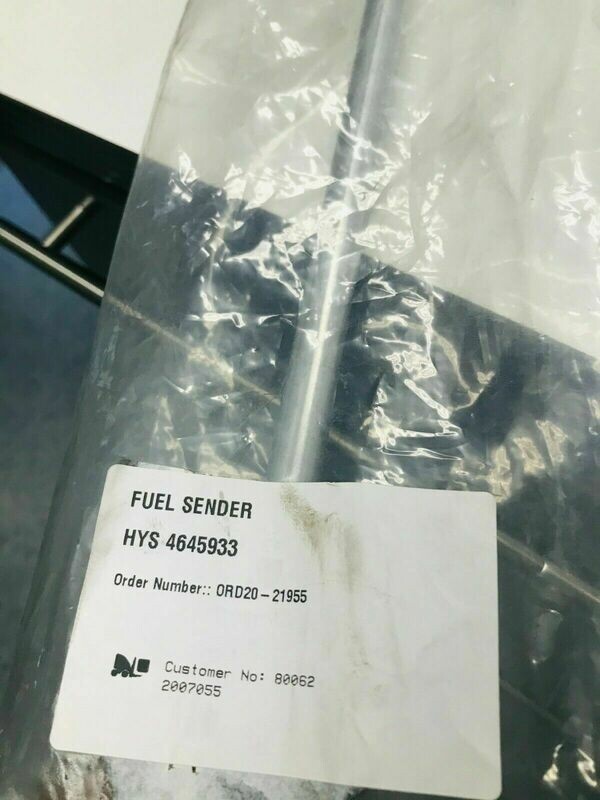 FUEL SENDER
HYS 4645933
Order Number:: ORD20-21955
Customer No: 80062
2007055